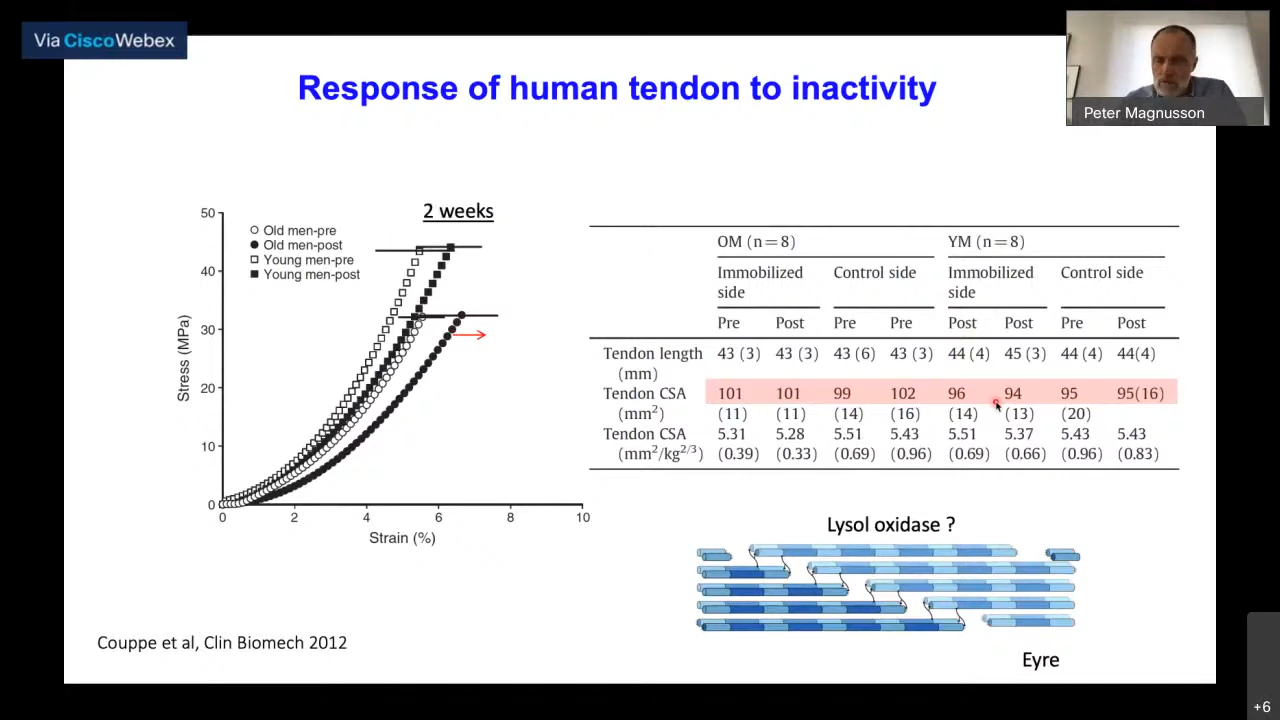 Via CiscoWebex
Peter Magnusson
Response of human tendon to inactivity
2 weeks
50
40
30
20
10
0
Old men-pre
Old men-post
Young men-pre
Young men-post
Stress (MPa)
0 2 4 6 8 10
Strain (%)
OM (n = 8) YM (n = 8)
Immobilized side Control side Immobilized side Control side
Pre Post Pre Pre Post Post Pre Post
Tendon length (mm) 43 (3) 43 (3) 43 (6) 43 (3) 44 (4) 45 (3) 44 (4) 44(4)
Tendon CSA 101 101 99 102 96 94 95 95(16)
(mm²) (11) (11) (14) (16) (14) (13) (20)
Tendon CSA 5.31 5.28 5.51 5.43 5.51 5.37 5.43 5.43
(mm²/kg²/³) (0.39) (0.33) (0.69) (0.96) (0.69) (0.66) (0.96) (0.83)
Lysol oxidase ?
Eyre
Couppe et al, Clin Biomech 2012
+6